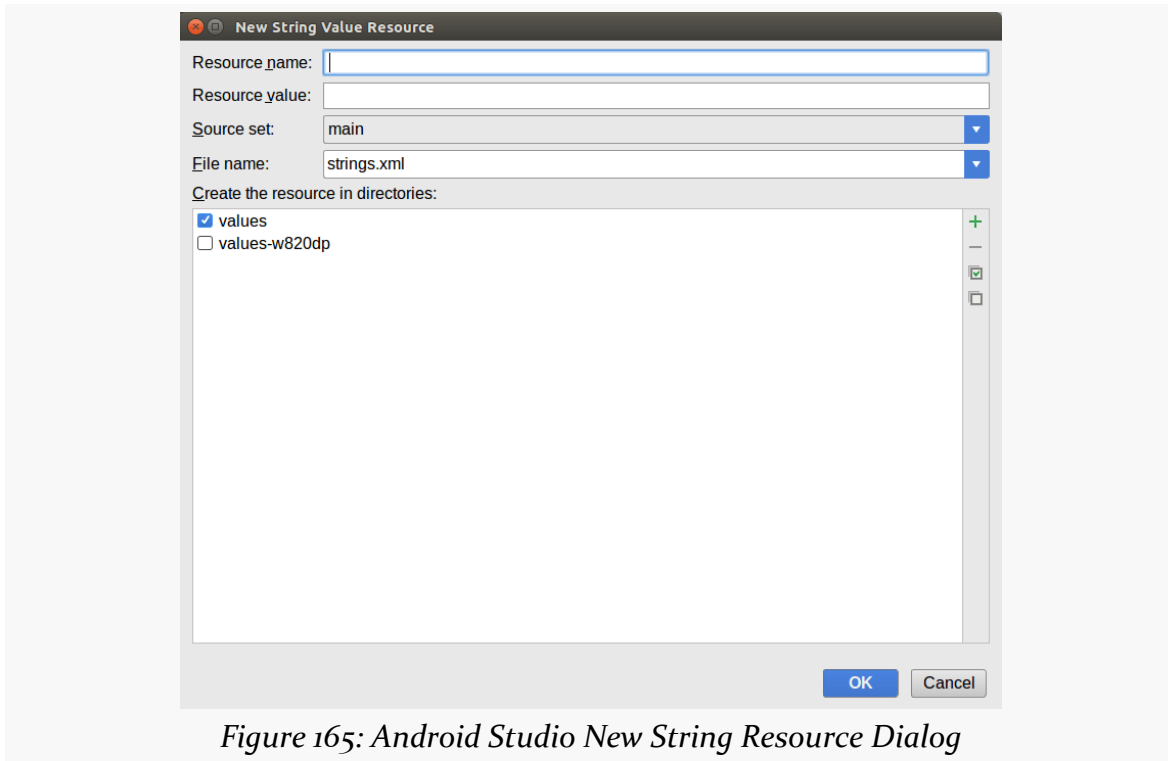 New String Value Resource
Resource name:
Resource value:
Source set: main
File name: strings.xml
Create the resource in directories:
values
values-w820dp
OK Cancel
Figure 165: Android Studio New String Resource Dialog